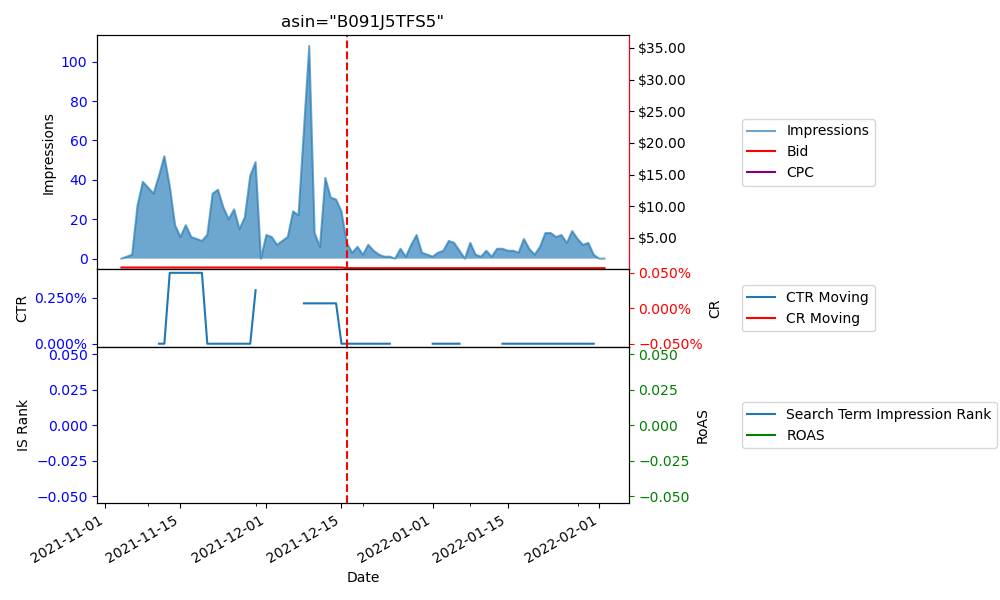 asin="B091J5TFS5"
Impressions
100
80
60
40
20
0
$35.00
$30.00
$25.00
$20.00
$15.00
$10.00
$5.00
Impressions
Bid
CPC
CTR
0.250%
0.000%
0.050%
0.000%
−0.050%
CR
CTR Moving
CR Moving
IS Rank
0.050
0.025
0.000
−0.025
−0.050
0.050
0.025
0.000
−0.025
−0.050
RoAS
Search Term Impression Rank
ROAS
2021-11-01
2021-11-15
2021-12-01
2021-12-15
2022-01-01
2022-01-15
2022-02-01
Date